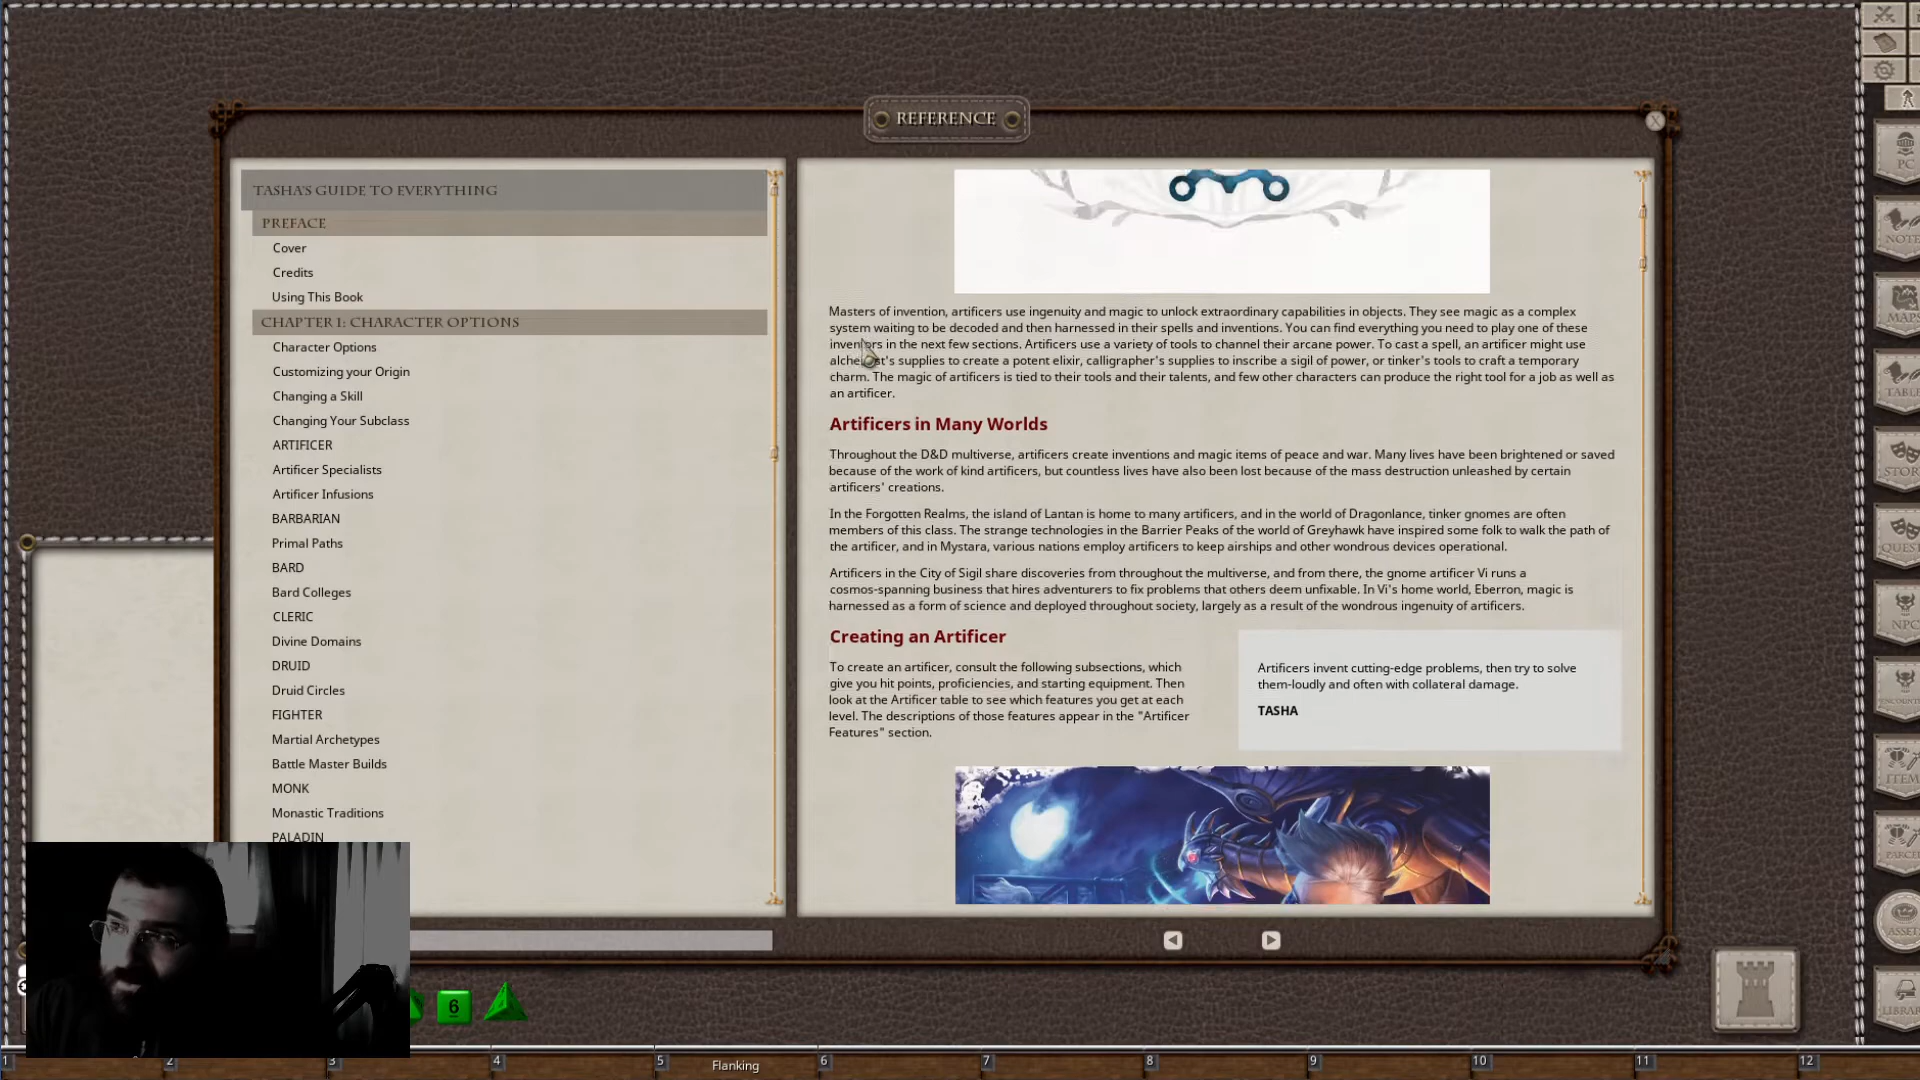 REFERENCE
TASHA'S GUIDE TO EVERYTHING
PREFACE
Cover
Credits
Using This Book
CHAPTER 1: CHARACTER OPTIONS
Character Options
Customizing your Origin
Changing a Skill
Changing Your Subclass
ARTIFICER
Artificer Specialists
Artificer Infusions
BARBARIAN
Primal Paths
BARD
Bard Colleges
CLERIC
Divine Domains
DRUID
Druid Circles
FIGHTER
Martial Archetypes
Battle Master Builds
MONK
Monastic Traditions
PALADIN
Masters of invention, artificers use ingenuity and magic to unlock extraordinary capabilities in objects. They see magic as a complex
system waiting to be decoded and then harnessed in their spells and inventions. You can find everything you need to play one of these
inventors in the next few sections. Artificers use a variety of tools to channel their arcane power. To cast a spell, an artificer might use
alchemist's supplies to create a potent elixir, calligrapher's supplies to inscribe a sigil of power, or tinker's tools to craft a temporary
charm. The magic of artificers is tied to their tools and their talents, and few other characters can produce the right tool for a job as well as
an artificer.
Artificers in Many Worlds
Throughout the D&D multiverse, artificers create inventions and magic items of peace and war. Many lives have been brightened or saved
because of the work of kind artificers, but countless lives have also been lost because of the mass destruction unleashed by certain
artificers' creations.
In the Forgotten Realms, the island of Lantan is home to many artificers, and in the world of Dragonlance, tinker gnomes are often
members of this class. The strange technologies in the Barrier Peaks of the world of Greyhawk have inspired some folk to walk the path of
the artificer, and in Mystara, various nations employ artificers to keep airships and other wondrous devices operational.
Artificers in the City of Sigil share discoveries from throughout the multiverse, and from there, the gnome artificer Vi runs a
cosmos-spanning business that hires adventurers to fix problems that others deem unfixable. In Vi's home world, Eberron, magic is
harnessed as a form of science and deployed throughout society, largely as a result of the wondrous ingenuity of artificers.
Creating an Artificer
To create an artificer, consult the following subsections, which
give you hit points, proficiencies, and starting equipment. Then
look at the Artificer table to see which features you get at each
level. The descriptions of those features appear in the "Artificer
Features" section.
Artificers invent cutting-edge problems, then try to solve
them-loudly and often with collateral damage.
TASHA
PC
NOTE
MAPS
TABLE
STOR
QUES
NPC
ITEM
PARCE
ASSET
LIBRAR
6
1 2 3 4 5 Flanking 6 7 8 9 10 11 12